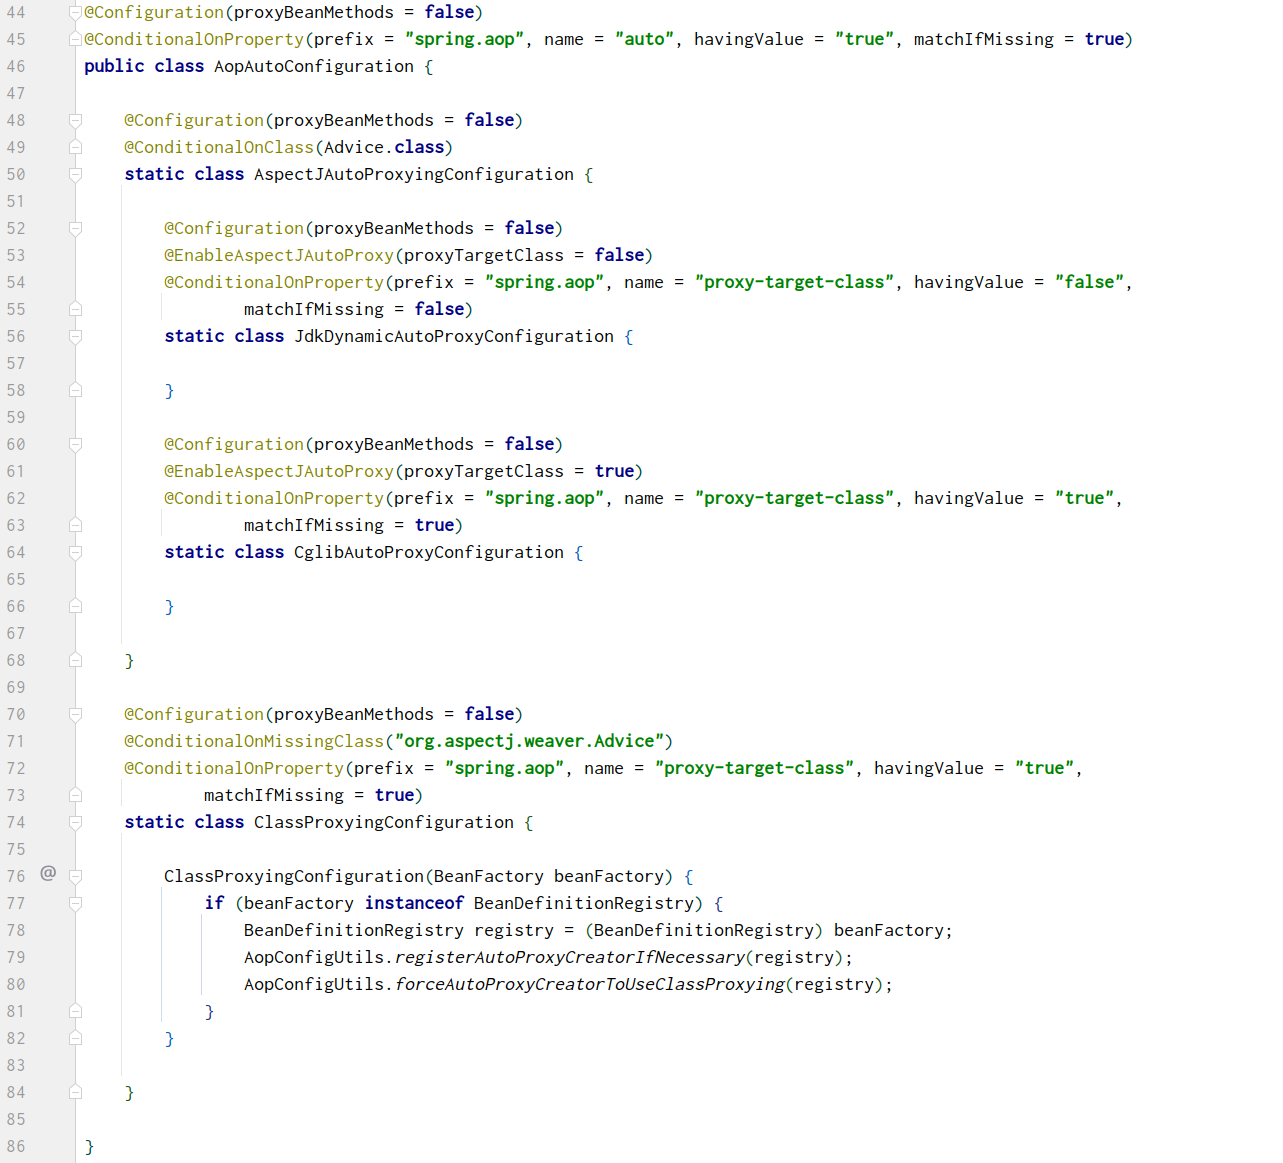 44 @Configuration(proxyBeanMethods = false)
45 @ConditionalOnProperty(prefix = "spring.aop", name = "auto", havingValue = "true", matchIfMissing = true)
46 public class AopAutoConfiguration {
47
48     @Configuration(proxyBeanMethods = false)
49     @ConditionalOnClass(Advice.class)
50     static class AspectJAutoProxyingConfiguration {
51
52         @Configuration(proxyBeanMethods = false)
53         @EnableAspectJAutoProxy(proxyTargetClass = false)
54         @ConditionalOnProperty(prefix = "spring.aop", name = "proxy-target-class", havingValue = "false",
55                 matchIfMissing = false)
56         static class JdkDynamicAutoProxyConfiguration {
57
58         }
59
60         @Configuration(proxyBeanMethods = false)
61         @EnableAspectJAutoProxy(proxyTargetClass = true)
62         @ConditionalOnProperty(prefix = "spring.aop", name = "proxy-target-class", havingValue = "true",
63                 matchIfMissing = true)
64         static class CglibAutoProxyConfiguration {
65
66         }
67
68     }
69
70     @Configuration(proxyBeanMethods = false)
71     @ConditionalOnMissingClass("org.aspectj.weaver.Advice")
72     @ConditionalOnProperty(prefix = "spring.aop", name = "proxy-target-class", havingValue = "true",
73             matchIfMissing = true)
74     static class ClassProxyingConfiguration {
75
76 @       ClassProxyingConfiguration(BeanFactory beanFactory) {
77             if (beanFactory instanceof BeanDefinitionRegistry) {
78                 BeanDefinitionRegistry registry = (BeanDefinitionRegistry) beanFactory;
79                 AopConfigUtils.registerAutoProxyCreatorIfNecessary(registry);
80                 AopConfigUtils.forceAutoProxyCreatorToUseClassProxying(registry);
81             }
82         }
83
84     }
85
86 }